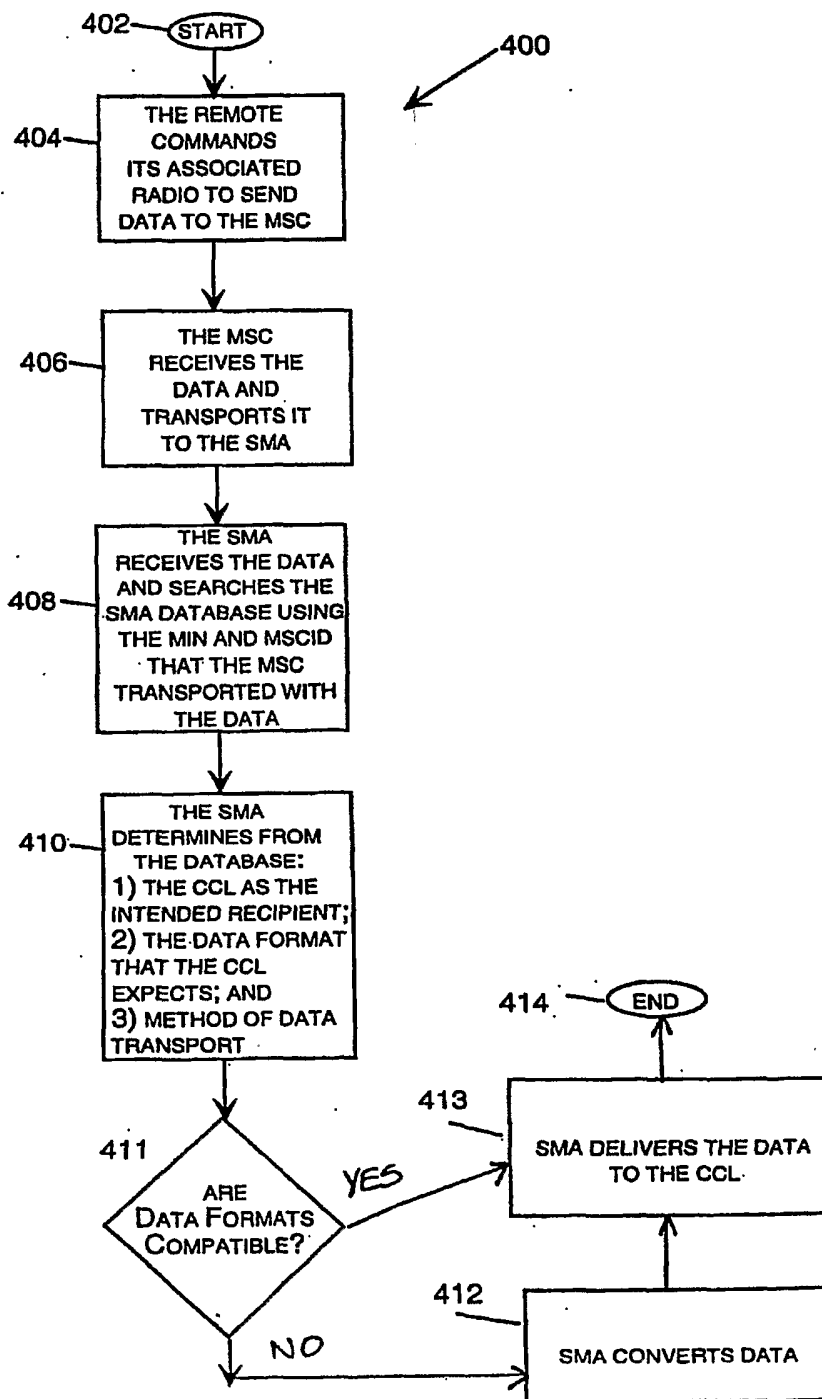 402
START
400
404
THE REMOTE
COMMANDS
ITS ASSOCIATED
RADIO TO SEND
DATA TO THE MSC
406
THE MSC
RECEIVES THE
DATA AND
TRANSPORTS IT
TO THE SMA
408
THE SMA
RECEIVES THE DATA
AND SEARCHES THE
SMA DATABASE USING
THE MIN AND MSCID
THAT THE MSC
TRANSPORTED WITH
THE DATA
410
THE SMA
DETERMINES FROM
THE DATABASE:
1) THE CCL AS THE
INTENDED RECIPIENT;
2) THE DATA FORMAT
THAT THE CCL
EXPECTS; AND
3) METHOD OF DATA
TRANSPORT
411
ARE
DATA FORMATS
COMPATIBLE?
YES
NO
414
END
413
SMA DELIVERS THE DATA
TO THE CCL
412
SMA CONVERTS DATA